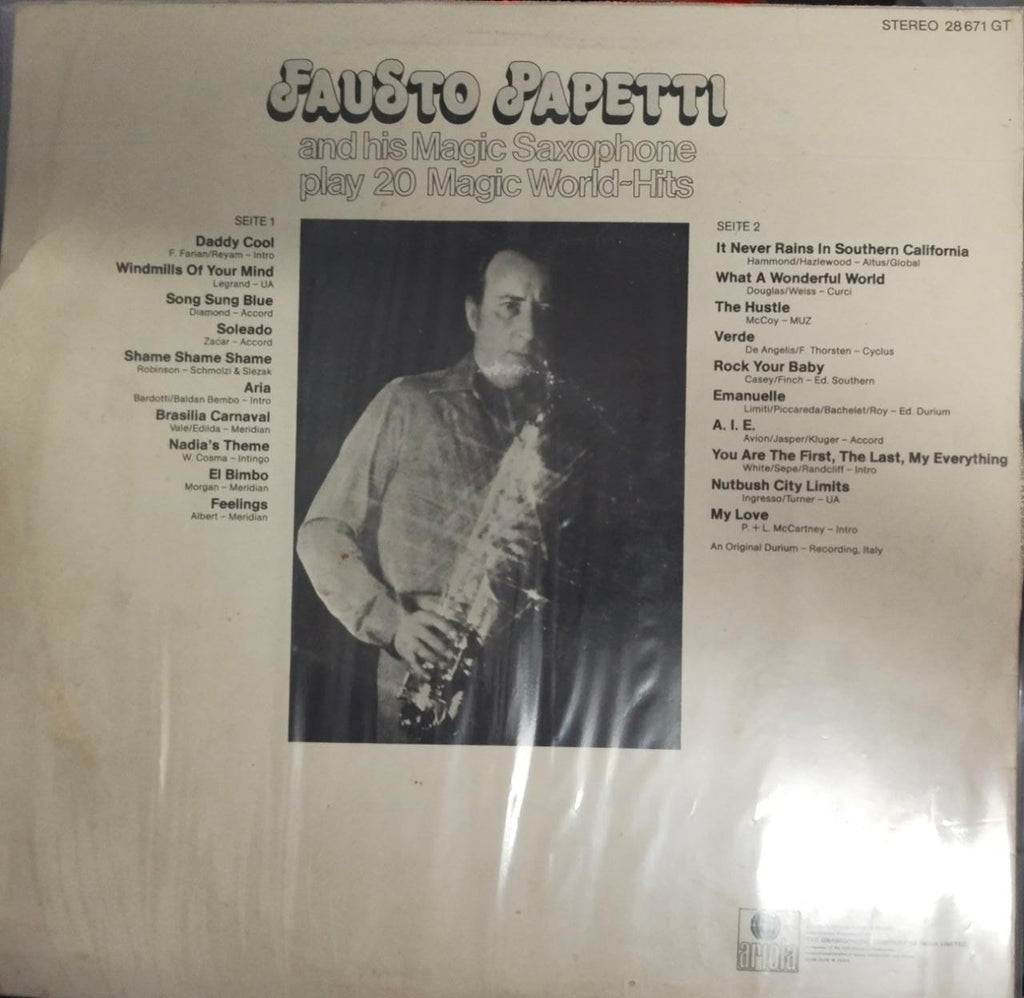 STEREO 28671 GT
FAUSTO PAPETTI
and his Magic Saxophone
play 20 Magic World-Hits
SEITE 1
Daddy Cool
F. Farian/Reyam – Intro
Windmills Of Your Mind
Legrand – UA
Song Sung Blue
Diamond – Accord
Soleado
Zacar – Accord
Shame Shame Shame
Robinson – Schmolzi & Slezak
Aria
Bardotti/Baldan Bembo – Intro
Brasilia Carnaval
Vale/Edilda – Meridian
Nadia's Theme
W. Cosma – Intingo
El Bimbo
Morgan – Meridian
Feelings
Albert – Meridian
SEITE 2
It Never Rains In Southern California
Hammond/Hazlewood – Altus/Global
What A Wonderful World
Douglas/Weiss – Curci
The Hustle
McCoy – MUZ
Verde
De Angelis/F. Thorsten – Cyclus
Rock Your Baby
Casey/Finch – Ed. Southern
Emanuelle
Limiti/Piccareda/Bachelet/Roy – Ed. Durium
A. I. E.
Avion/Jasper/Kluger – Accord
You Are The First, The Last, My Everything
White/Sepe/Randcliff – Intro
Nutbush City Limits
Ingresso/Turner – UA
My Love
P. + L. McCartney – Intro
An Original Durium – Recording, Italy
ariola